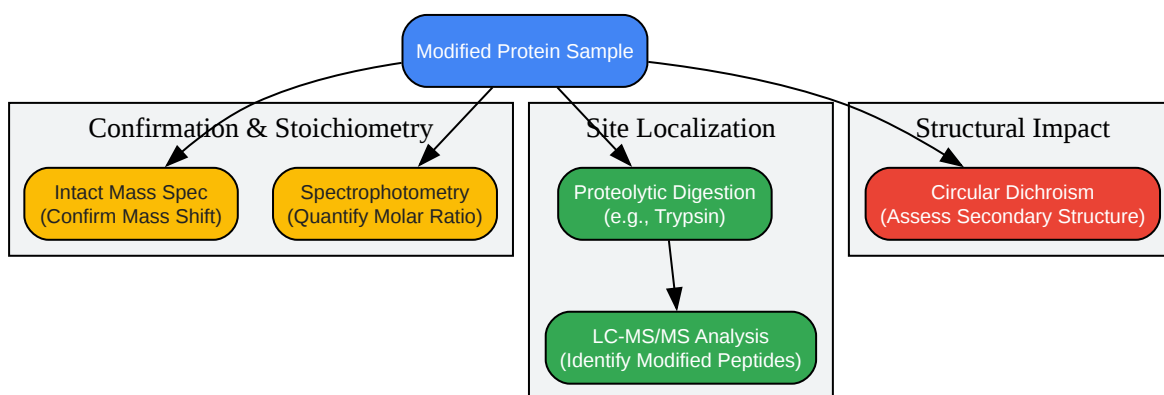 Modified Protein Sample
Confirmation & Stoichiometry
Intact Mass Spec
(Confirm Mass Shift)
Spectrophotometry
(Quantify Molar Ratio)
Site Localization
Proteolytic Digestion
(e.g., Trypsin)
LC-MS/MS Analysis
(Identify Modified Peptides)
Structural Impact
Circular Dichroism
(Assess Secondary Structure)